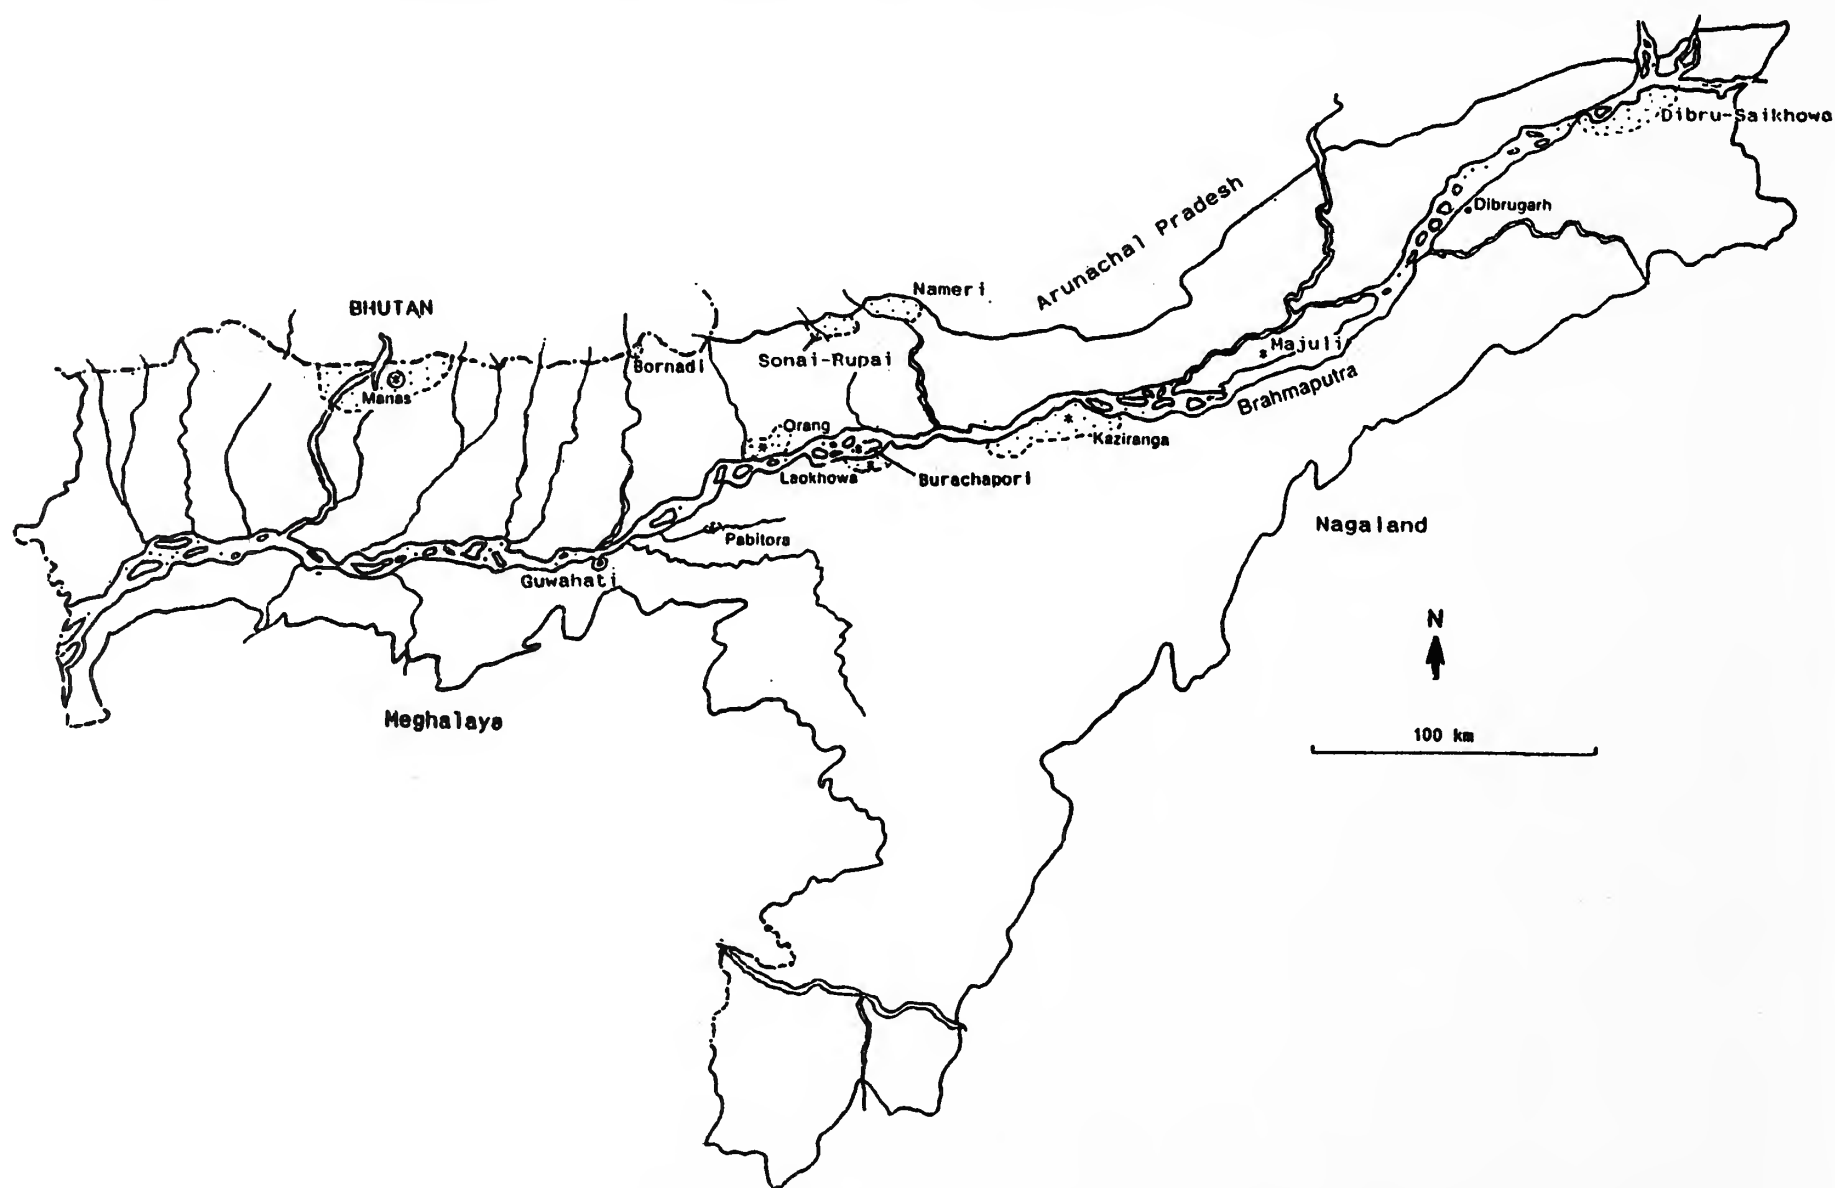 Dibru-Saikhowa
Arunachal Pradesh
Dibrugarh
Nameri
BHUTAN
Majuli
Sonai-Rupai
Bornadi
Brahmaputra
Manas
Orang
Kaziranga
Laokhowa
Burachapori
Nagaland
Pabitora
Guwahati
N
Meghalaya
100 km